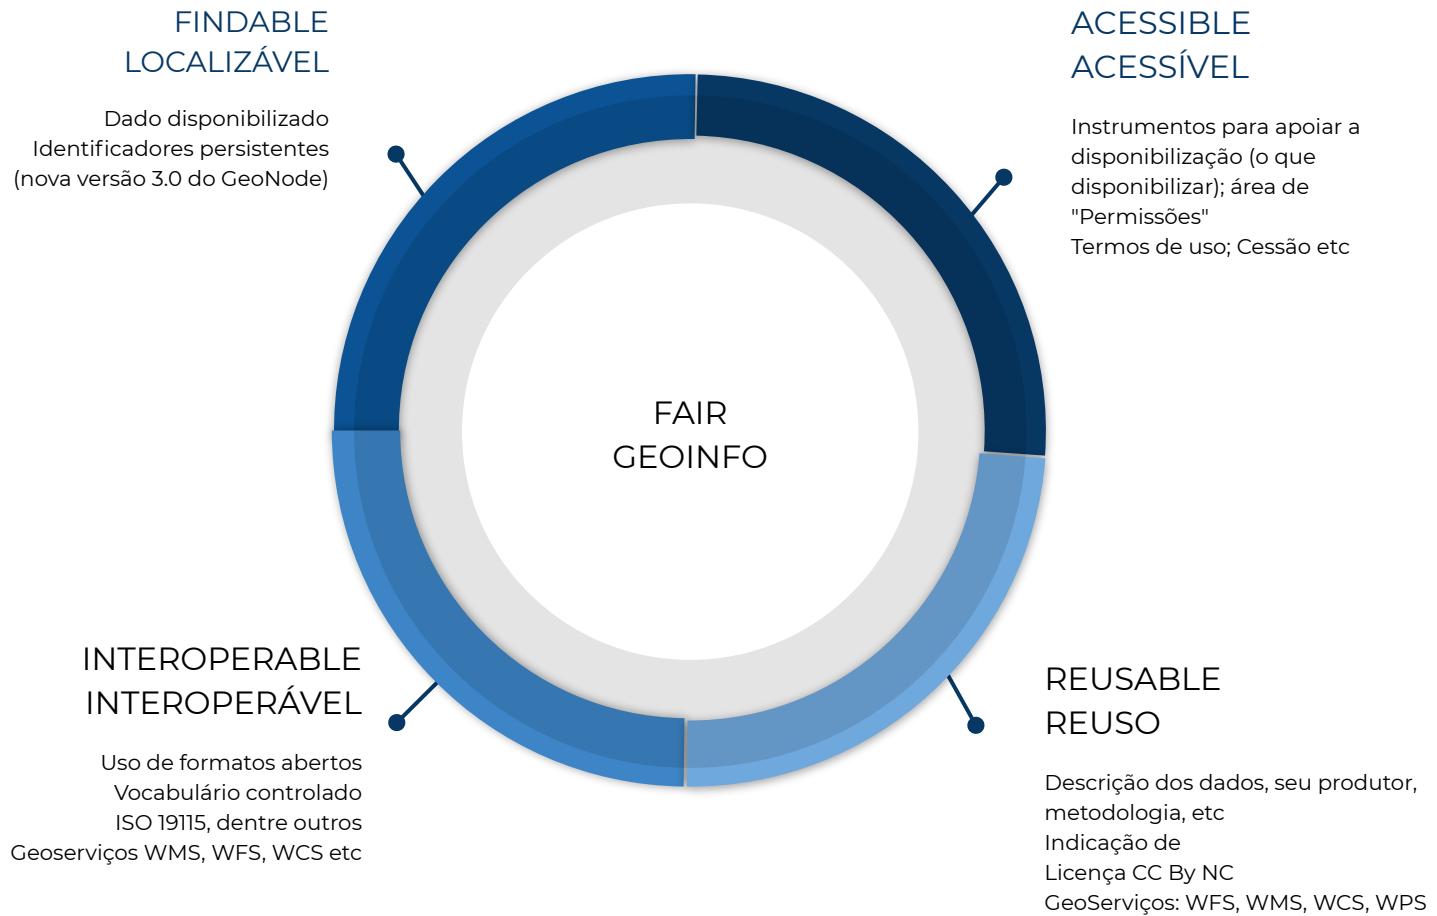 FINDABLE
LOCALIZÁVEL
Dado disponibilizado
Identificadores persistentes
(nova versão 3.0 do GeoNode)
ACESSIBLE
ACESSÍVEL
Instrumentos para apoiar a
disponibilização (o que
disponibilizar); área de
"Permissões"
Termos de uso; Cessão etc
FAIR
GEOINFO
INTEROPERABLE
INTEROPERÁVEL
Uso de formatos abertos
Vocabulário controlado
ISO 19115, dentre outros
Geoserviços WMS, WFS, WCS etc
REUSABLE
REUSO
Descrição dos dados, seu produtor,
metodologia, etc
Indicação de
Licença CC By NC
GeoServiços: WFS, WMS, WCS, WPS